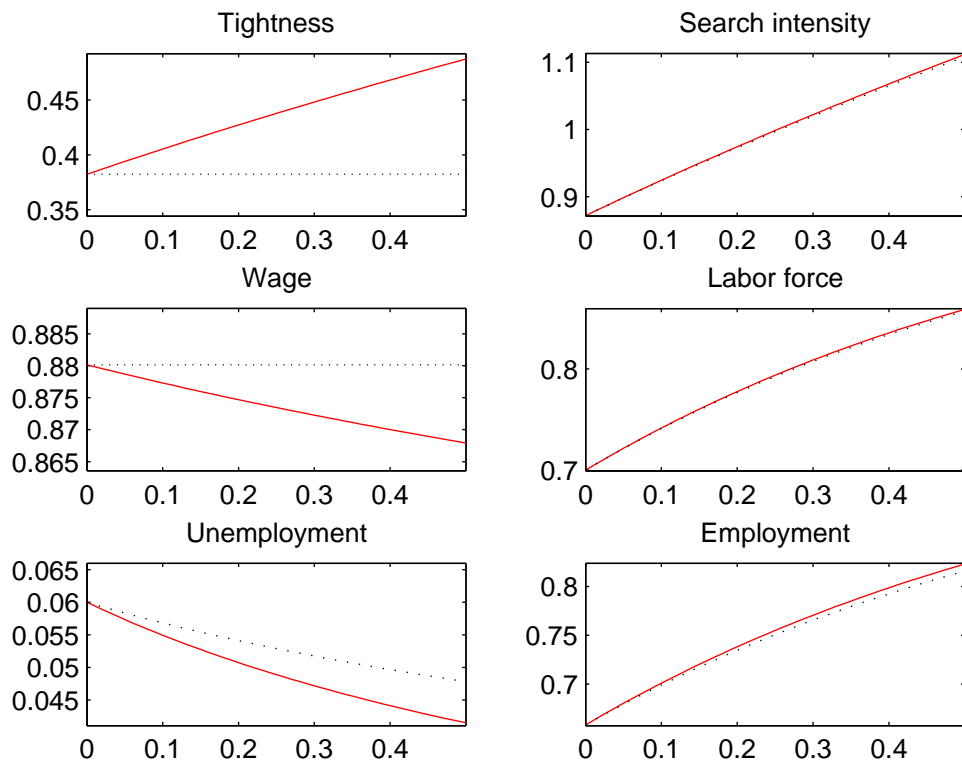 Tightness
0.45
0.4
0.35
0 0.1 0.2 0.3 0.4
Search intensity
1.1
1
0.9
0 0.1 0.2 0.3 0.4
Wage
0.885
0.88
0.875
0.87
0.865
0 0.1 0.2 0.3 0.4
Labor force
0.8
0.7
0 0.1 0.2 0.3 0.4
Unemployment
0.065
0.06
0.055
0.05
0.045
0 0.1 0.2 0.3 0.4
Employment
0.8
0.75
0.7
0 0.1 0.2 0.3 0.4